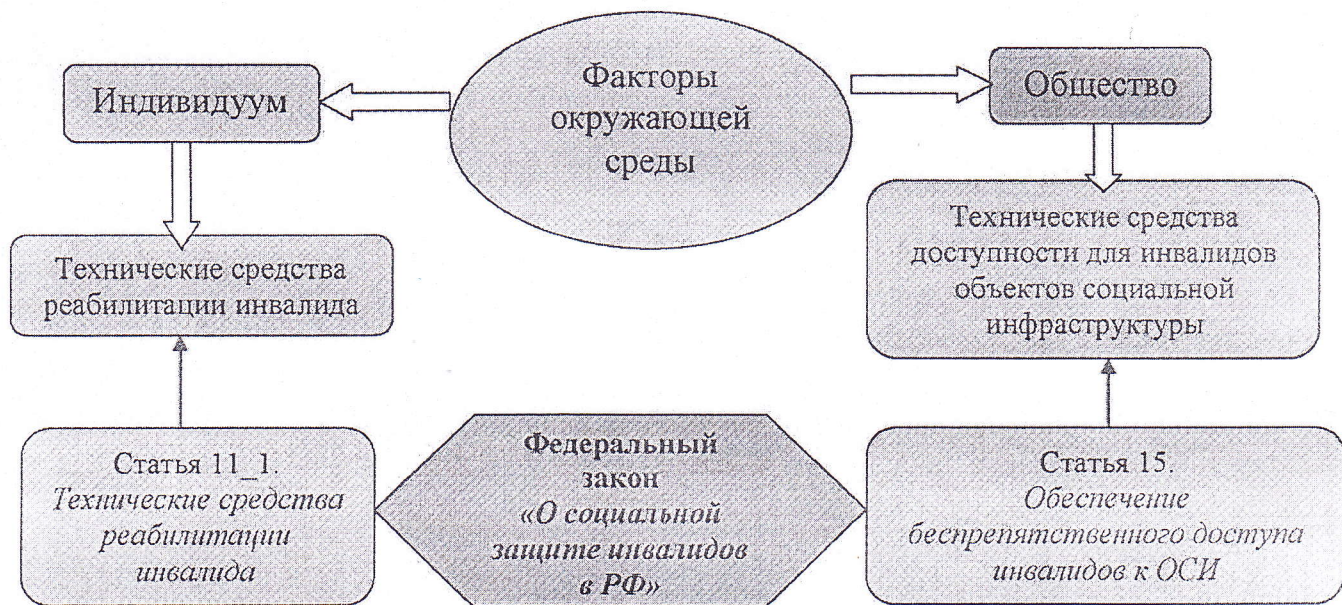 Факторы
окружающей
среды
Индивидуум
Общество
Технические средства
реабилитации инвалида
Технические средства
доступности для инвалидов
объектов социальной
инфраструктуры
Статья 11_1.
Технические средства
реабилитации
инвалида
Федеральный
закон
«О социальной
защите инвалидов
в РФ»
Статья 15.
Обеспечение
беспрепятственного доступа
инвалидов к ОСИ